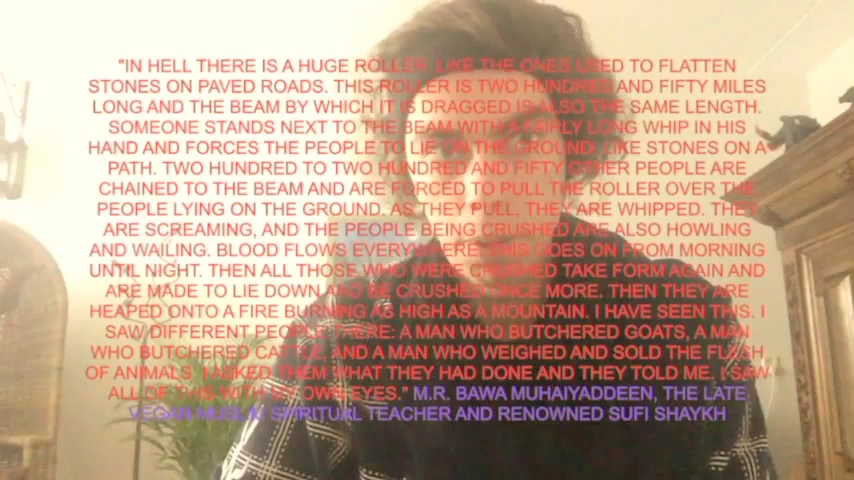 "IN HELL THERE IS A HUGE ROLLER, LIKE THE ONES USED TO FLATTEN
STONES ON PAVED ROADS. THIS ROLLER IS TWO HUNDRED AND FIFTY MILES
LONG AND THE BEAM BY WHICH IT IS DRAGGED IS ALSO THE SAME LENGTH.
SOMEONE STANDS NEXT TO THE BEAM WITH A FAIRLY LONG WHIP IN HIS
HAND AND FORCES THE PEOPLE TO LIE ON THE GROUND, LIKE STONES ON A
PATH. TWO HUNDRED TO TWO HUNDRED AND FIFTY OTHER PEOPLE ARE
CHAINED TO THE BEAM AND ARE FORCED TO PULL THE ROLLER OVER THE
PEOPLE LYING ON THE GROUND. AS THEY PULL, THEY ARE WHIPPED. THEY
ARE SCREAMING, AND THE PEOPLE BEING CRUSHED ARE ALSO HOWLING
AND WAILING. BLOOD FLOWS EVERYWHERE. THIS GOES ON FROM MORNING
UNTIL NIGHT. THEN ALL THOSE WHO WERE CRUSHED TAKE FORM AGAIN AND
ARE MADE TO LIE DOWN AND BE CRUSHED ONCE MORE. THEN THEY ARE
HEAPED ONTO A FIRE BURNING AS HIGH AS A MOUNTAIN. I HAVE SEEN THIS. I
SAW DIFFERENT PEOPLE THERE: A MAN WHO BUTCHERED GOATS, A MAN
WHO BUTCHERED CATTLE, AND A MAN WHO WEIGHED AND SOLD THE FLESH
OF ANIMALS. I ASKED THEM WHAT THEY HAD DONE AND THEY TOLD ME. I SAW
ALL OF THIS WITH MY OWN EYES." M.R. BAWA MUHAIYADDEEN, THE LATE
VEGAN MUSLIM SPIRITUAL TEACHER AND RENOWNED SUFI SHAYKH